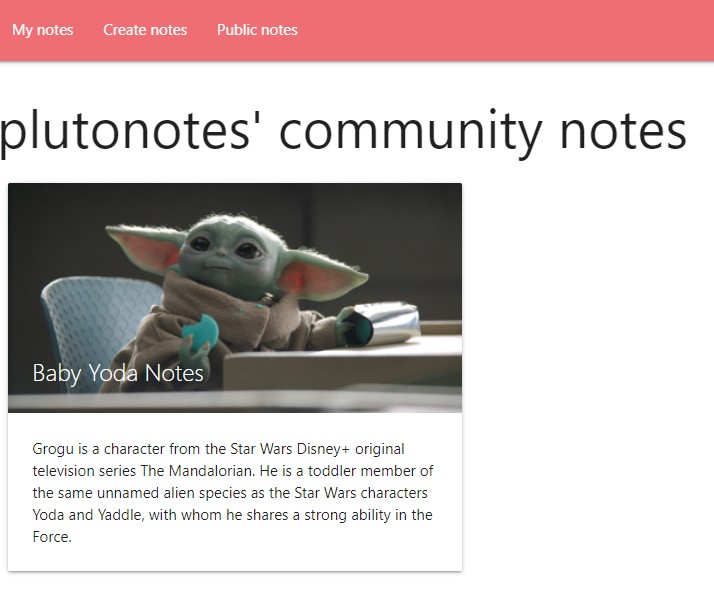 My notes Create notes Public notes
plutonotes' community notes
Baby Yoda Notes
Grogu is a character from the Star Wars Disney+ original
television series The Mandalorian. He is a toddler member of
the same unnamed alien species as the Star Wars characters
Yoda and Yaddle, with whom he shares a strong ability in the
Force.